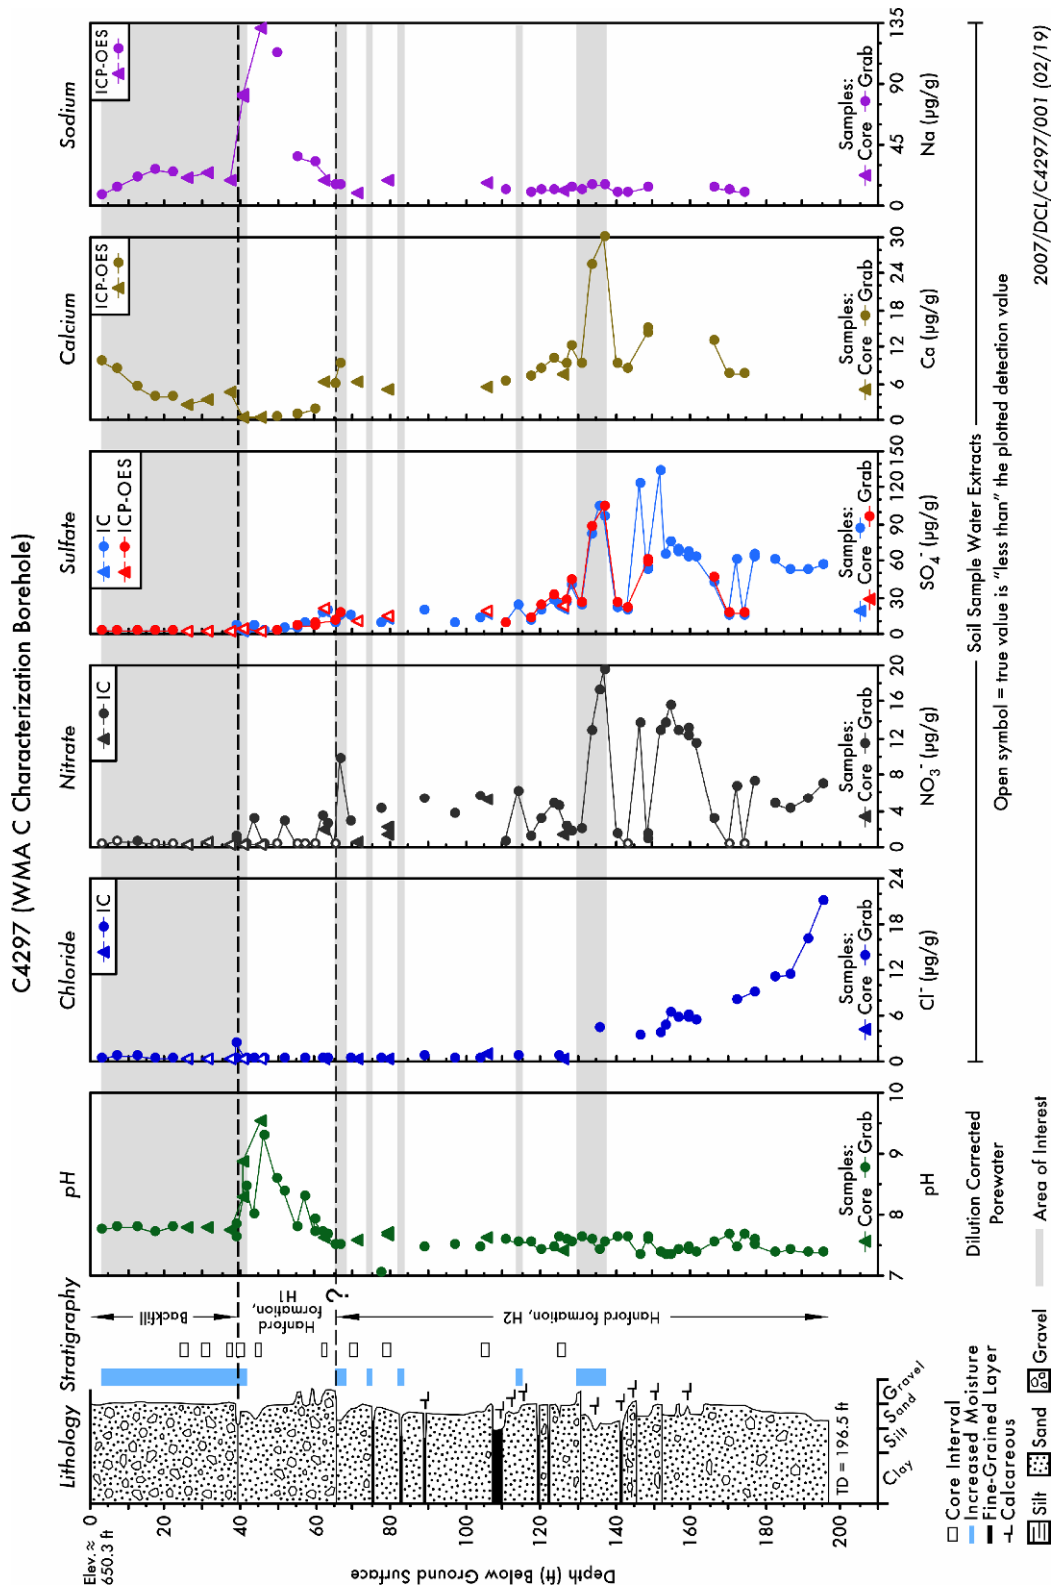 C4297 (WMA C Characterization Borehole)
Lithology
Stratigraphy
pH
Chloride
Nitrate
Sulfate
Calcium
Sodium
IC
IC
IC
ICP-OES
ICP-OES
ICP-OES
Elev. ≈
650.3 ft
Depth (ft) Below Ground Surface
0
20
40
60
80
100
120
140
160
180
200
Backfill
Hanford
formation,
H1
?
Hanford formation, H2
TD = 196.5 ft
Clay
Silt
Sand
Gravel
Samples:
Core
Grab
7
8
9
10
pH
Samples:
Core
Grab
0
6
12
18
24
Cl⁻ (µg/g)
Samples:
Core
Grab
0
4
8
12
16
20
NO₃⁻ (µg/g)
Samples:
Core
Grab
0
30
60
90
120
150
SO₄⁻ (µg/g)
Samples:
Core
Grab
0
6
12
18
24
30
Ca (µg/g)
Samples:
Core
Grab
0
45
90
135
Na (µg/g)
Core Interval
Increased Moisture
Fine-Grained Layer
Calcareous
Silt
Sand
Gravel
Dilution Corrected
Porewater
Area of Interest
Soil Sample Water Extracts
Open symbol = true value is "less than" the plotted detection value
2007/DCL/C4297/001 (02/19)